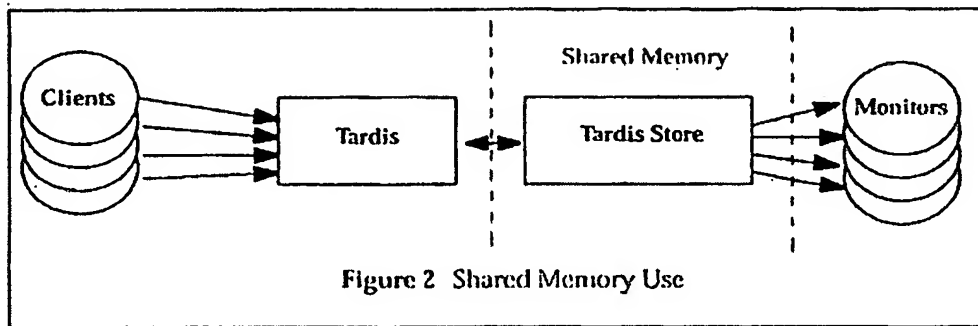 Shared Memory
Clients
Tardis
Tardis Store
Monitors
Figure 2 Shared Memory Use